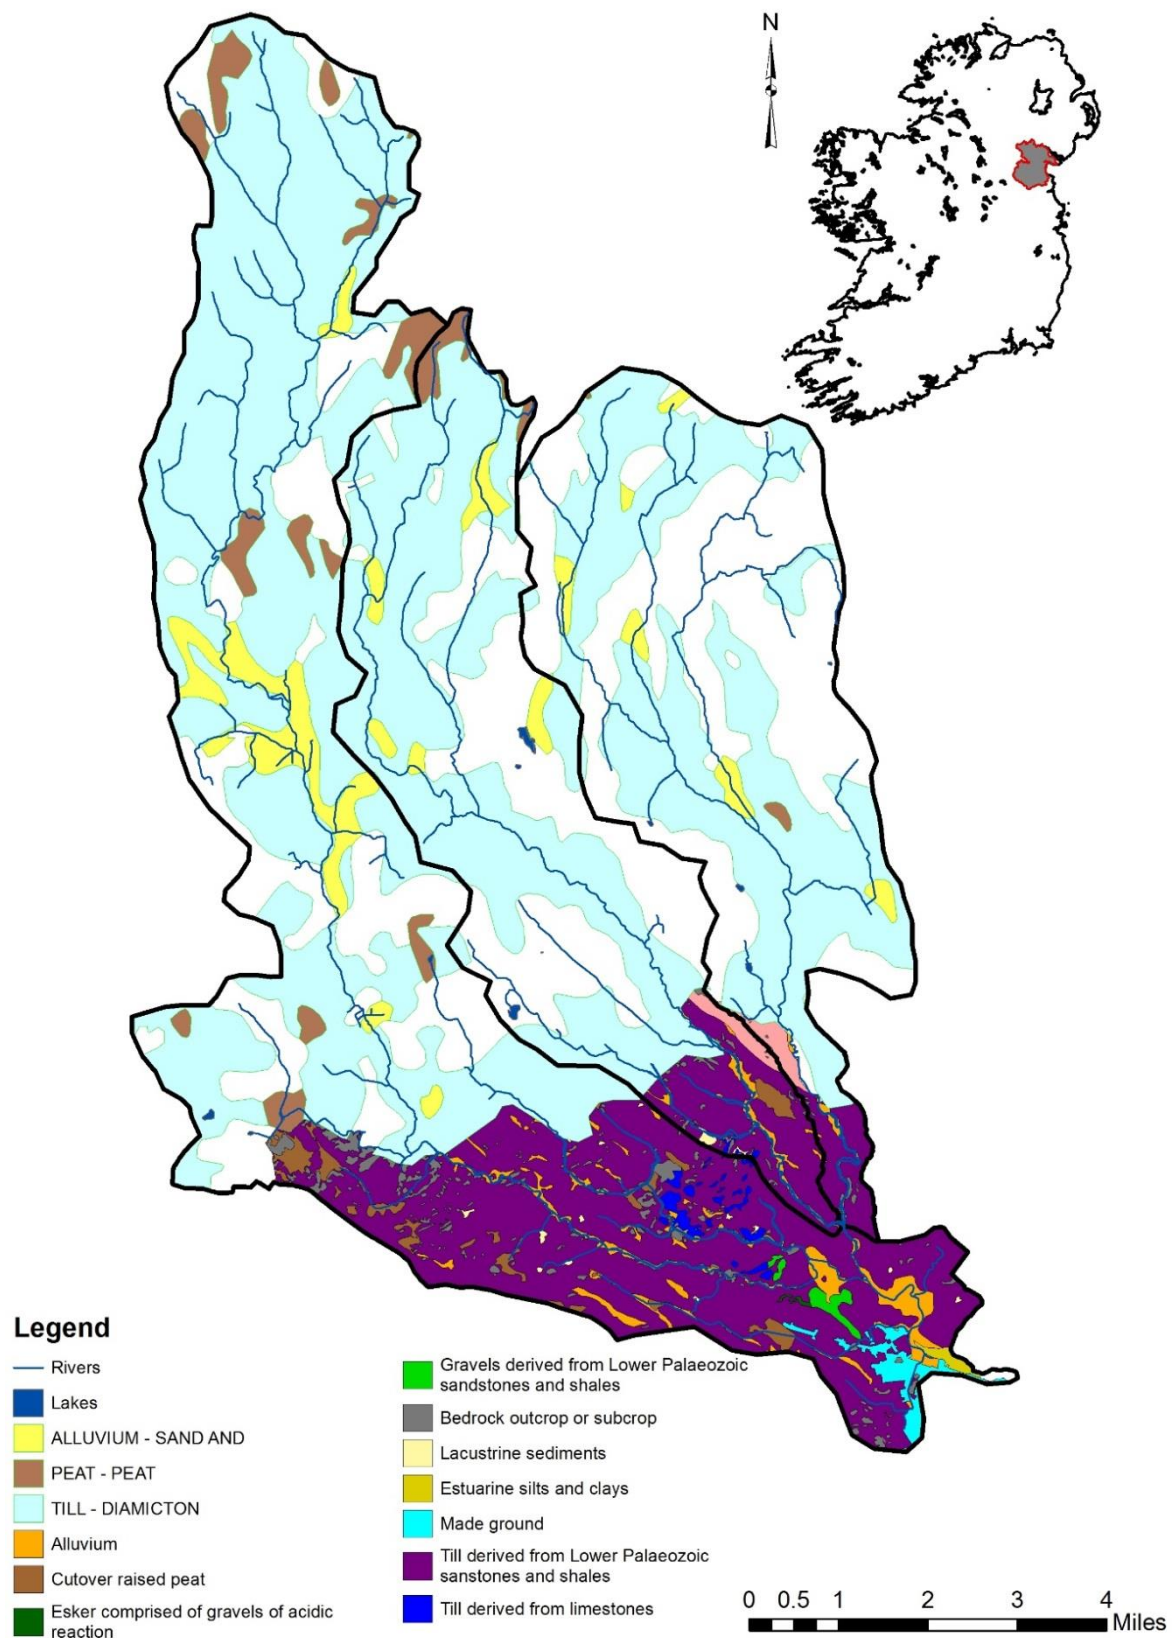 N
Legend
Rivers
Lakes
ALLUVIUM - SAND AND
PEAT - PEAT
TILL - DIAMICTON
Alluvium
Cutover raised peat
Esker comprised of gravels of acidic
reaction
Gravels derived from Lower Palaeozoic
sandstones and shales
Bedrock outcrop or subcrop
Lacustrine sediments
Estuarine silts and clays
Made ground
Till derived from Lower Palaeozoic
sanstones and shales
Till derived from limestones
0 0.5 1 2 3 4
Miles